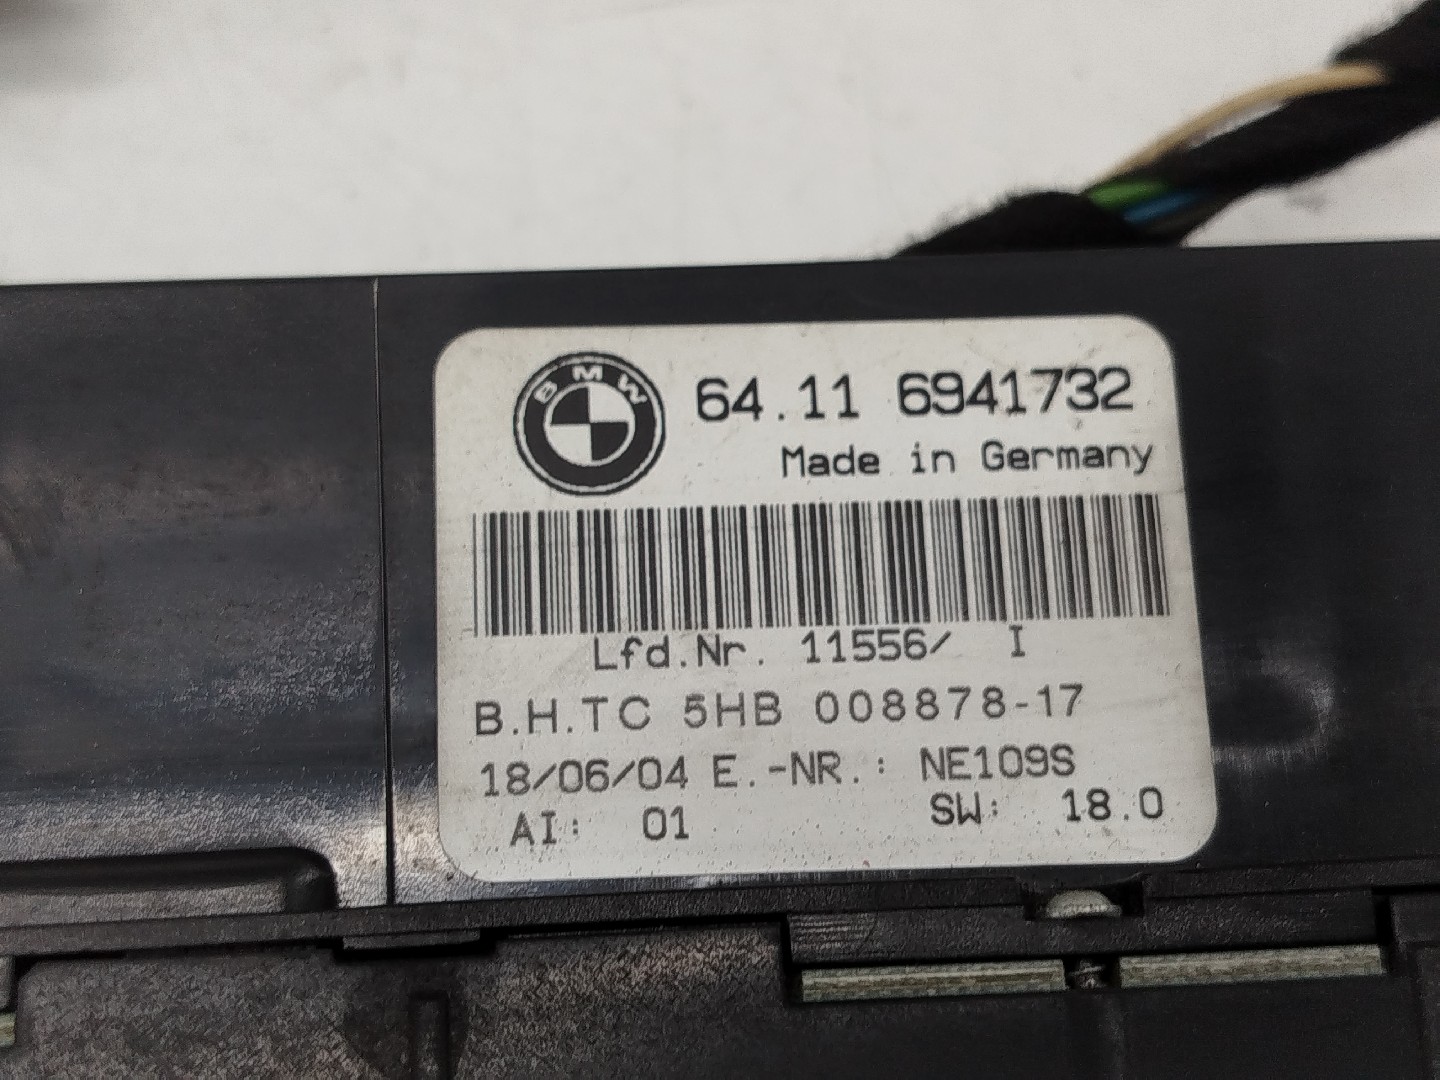 BMW
64.11 6941732
Made in Germany
Lfd.Nr. 11556/ I
B.H.TC 5HB 008878-17
18/06/04 E.-NR.: NE109S
AI: 01 SW: 18.0